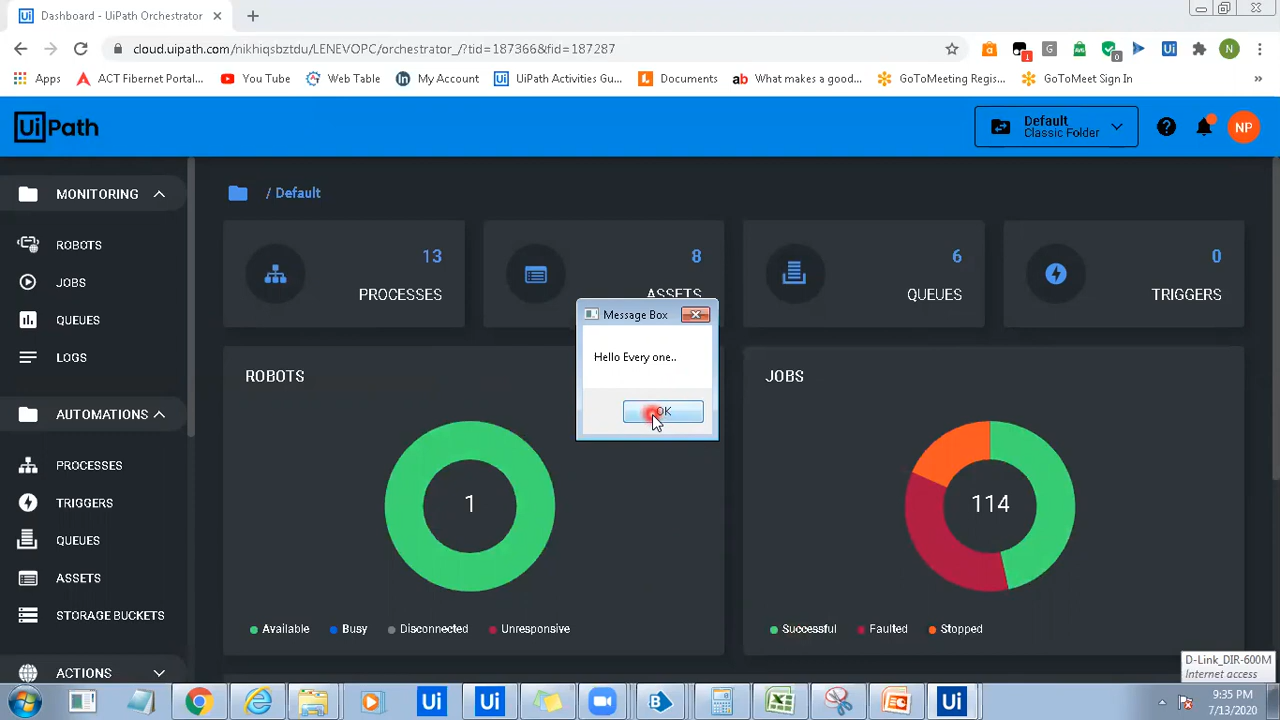 Dashboard - UiPath Orchestrator
cloud.uipath.com/nikhiqsbztdu/LENEVOPC/orchestrator_/?tid=187366&fid=187287
1
0
N
Apps
ACT Fibernet Portal...
You Tube
Web Table
My Account
UiPath Activities Gu...
Documents
What makes a good...
GoToMeeting Regis...
GoToMeet Sign In
»
UiPath
Default
Classic Folder
NP
MONITORING
ROBOTS
JOBS
QUEUES
LOGS
AUTOMATIONS
PROCESSES
TRIGGERS
QUEUES
ASSETS
STORAGE BUCKETS
ACTIONS
/ Default
13
PROCESSES
8
ASSETS
6
QUEUES
0
TRIGGERS
Message Box
Hello Every one..
OK
ROBOTS
1
Available
Busy
Disconnected
Unresponsive
JOBS
114
Successful
Faulted
Stopped
D-Link_DIR-600M
Internet access
9:35 PM
7/13/2020